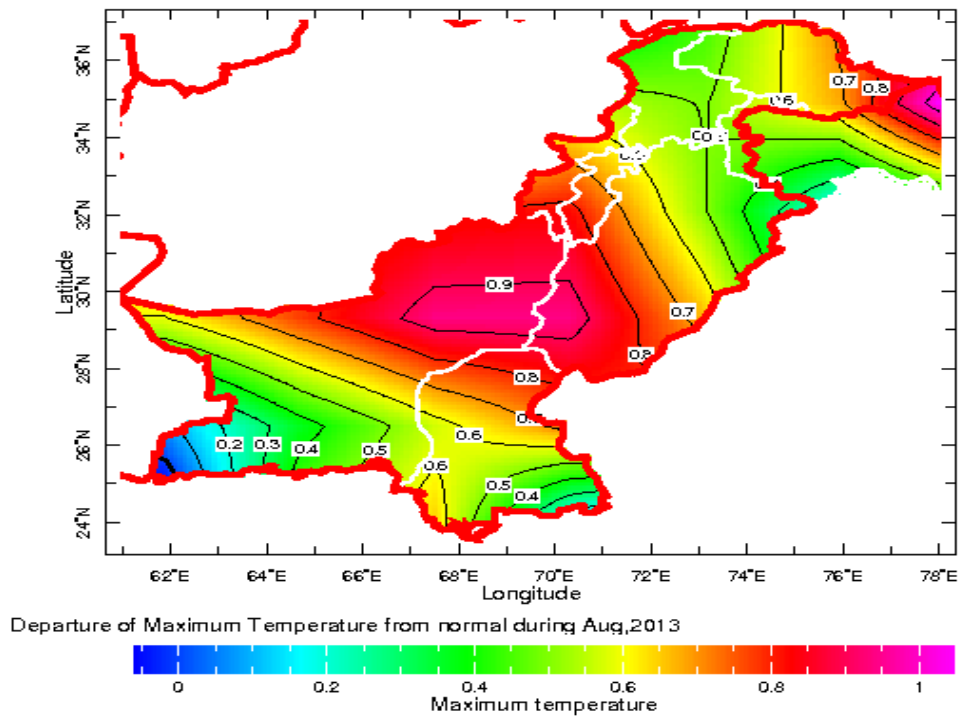 36°N
0.7
0.8
34°N
32°N
Latitude
0.9
30°N
0.7
0.8
28°N
0.8
0.6
26°N
0.2
0.3
0.4
0.5
0.6
0.5
0.4
24°N
62°E 64°E 66°E 68°E 70°E 72°E 74°E 76°E 78°E
Longitude
Departure of Maximum Temperature from normal during Aug,2013
0 0.2 0.4 0.6 0.8 1
Maximum temperature